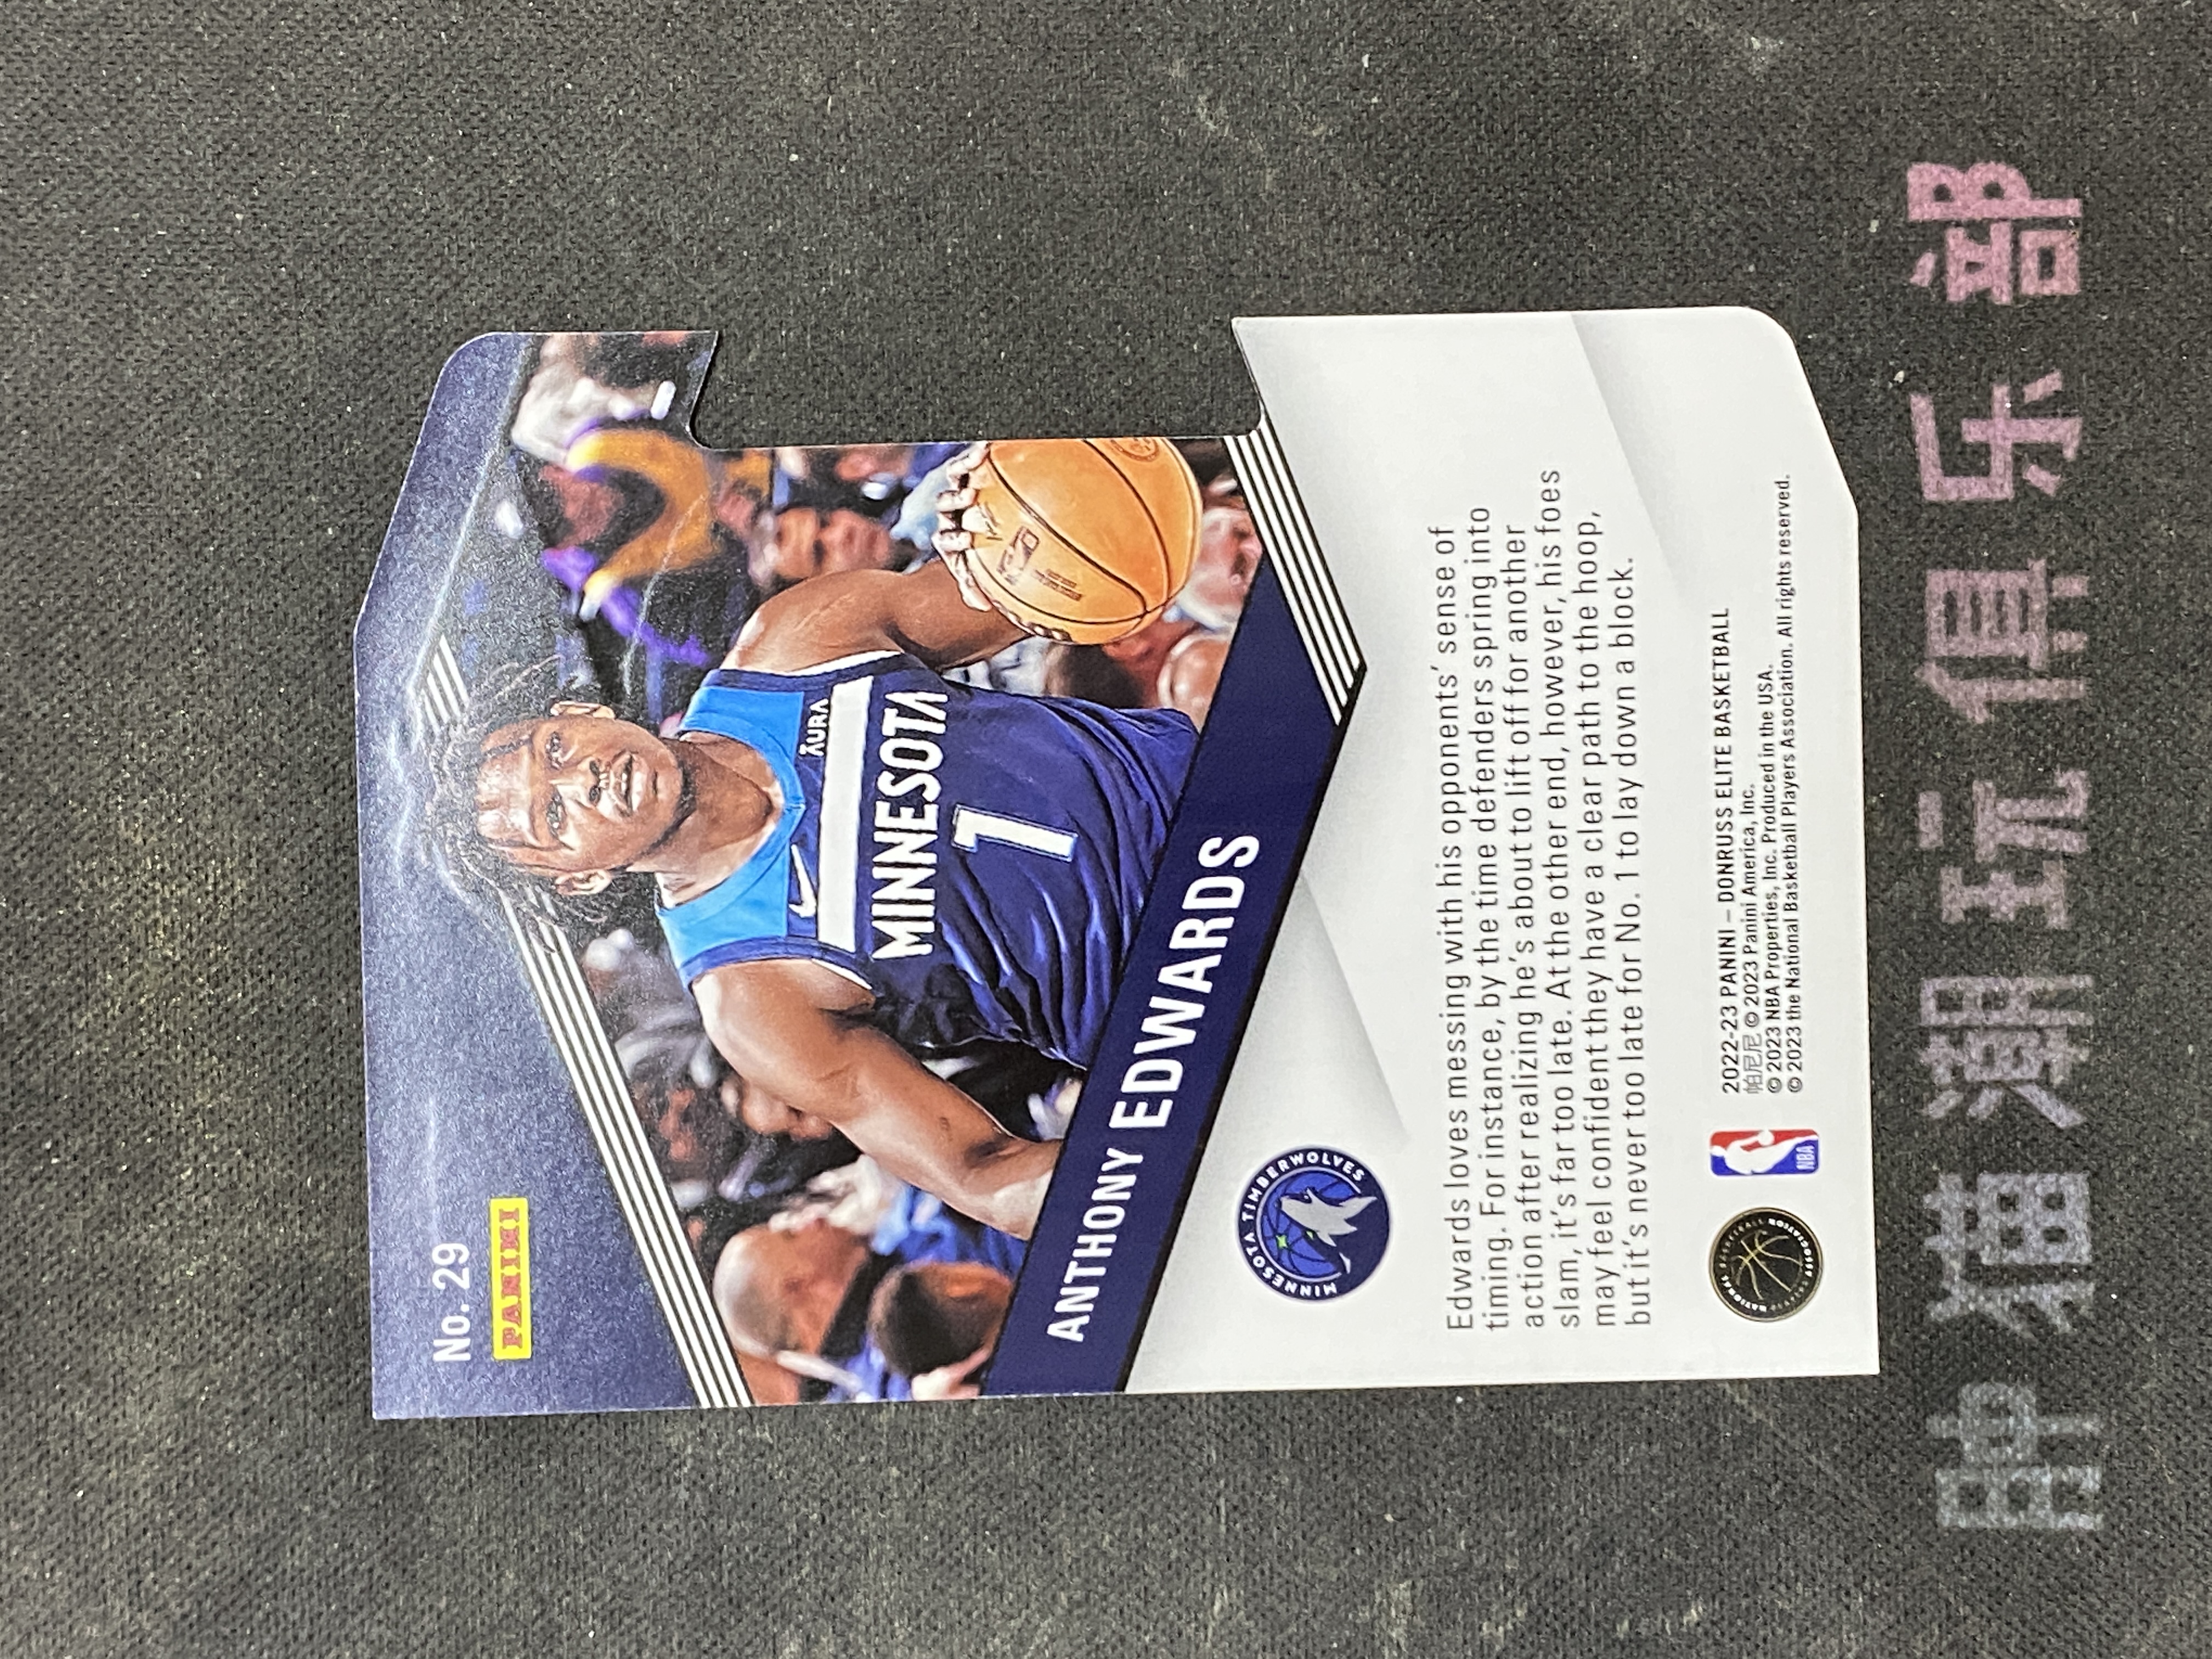 No. 29
PANINI
ĀURA
MINNESOTA
1
ANTHONY EDWARDS
MINNESOTA TIMBERWOLVES
Edwards loves messing with his opponents' sense of
timing. For instance, by the time defenders spring into
action after realizing he's about to lift off for another
slam, it's far too late. At the other end, however, his foes
may feel confident they have a clear path to the hoop,
but it's never too late for No. 1 to lay down a block.
NATIONAL BASKETBALL
ASSOCIATION
NBA
2022-23 PANINI – DONRUSS ELITE BASKETBALL
帕尼尼 © 2023 Panini America, Inc.
© 2023 NBA Properties, Inc. Produced in the USA.
© 2023 the National Basketball Players Association. All rights reserved.
猫潮玩俱乐部